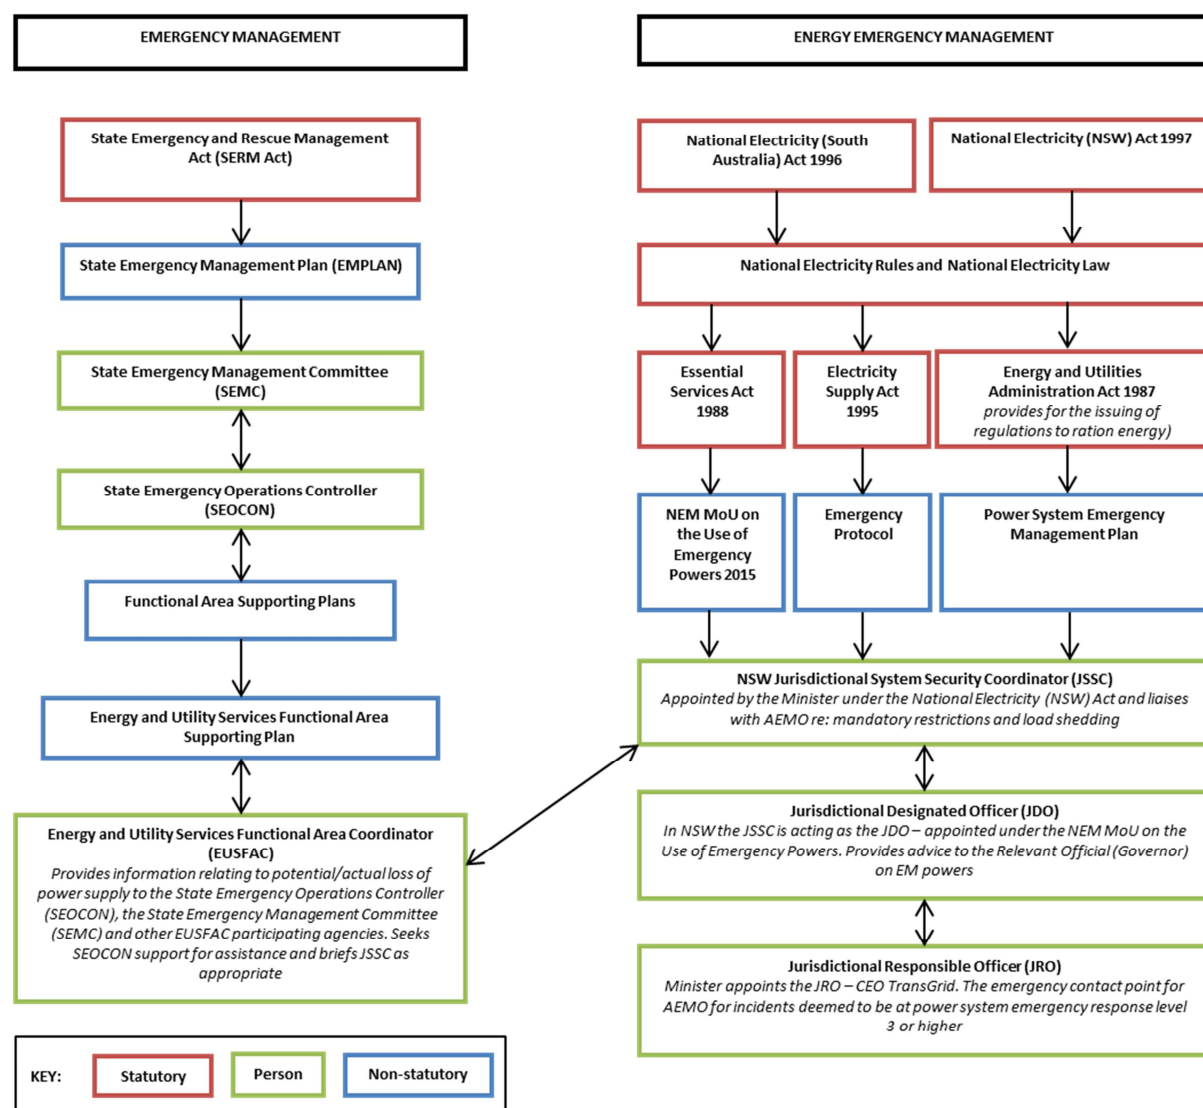 EMERGENCY MANAGEMENT
State Emergency and Rescue Management
Act (SERM Act)
State Emergency Management Plan (EMPLAN)
State Emergency Management Committee
(SEMC)
State Emergency Operations Controller
(SEOCON)
Functional Area Supporting Plans
Energy and Utility Services Functional Area
Supporting Plan
Energy and Utility Services Functional Area Coordinator
(EUSFAC)
Provides information relating to potential/actual loss of
power supply to the State Emergency Operations Controller
(SEOCON), the State Emergency Management Committee
(SEMC) and other EUSFAC participating agencies. Seeks
SEOCON support for assistance and briefs JSSC as
appropriate
ENERGY EMERGENCY MANAGEMENT
National Electricity (South
Australia) Act 1996
National Electricity (NSW) Act 1997
National Electricity Rules and National Electricity Law
Essential
Services Act
1988
Electricity
Supply Act
1995
Energy and Utilities
Administration Act 1987
provides for the issuing of
regulations to ration energy)
NEM MoU on
the Use of
Emergency
Powers 2015
Emergency
Protocol
Power System Emergency
Management Plan
NSW Jurisdictional System Security Coordinator (JSSC)
Appointed by the Minister under the National Electricity (NSW) Act and liaises
with AEMO re: mandatory restrictions and load shedding
Jurisdictional Designated Officer (JDO)
In NSW the JSSC is acting as the JDO – appointed under the NEM MoU on the
Use of Emergency Powers. Provides advice to the Relevant Official (Governor)
on EM powers
Jurisdictional Responsible Officer (JRO)
Minister appoints the JRO – CEO TransGrid. The emergency contact point for
AEMO for incidents deemed to be at power system emergency response level
3 or higher
KEY:
Statutory
Person
Non-statutory